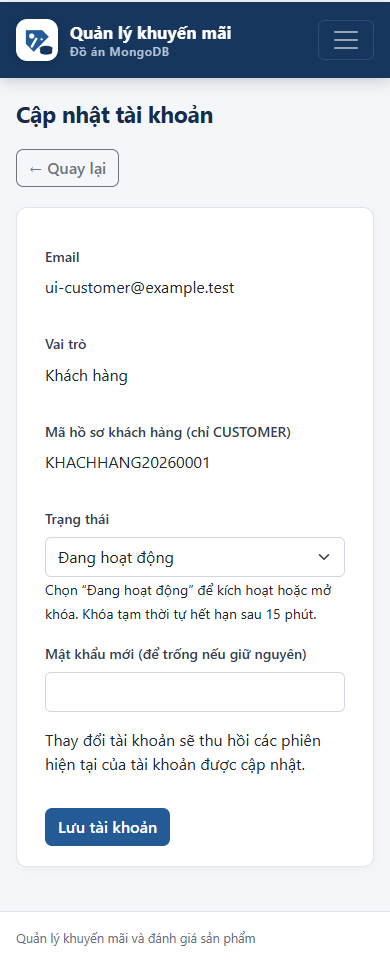 Quản lý khuyến mãi
Đồ án MongoDB
Cập nhật tài khoản
← Quay lại
Email
ui-customer@example.test
Vai trò
Khách hàng
Mã hồ sơ khách hàng (chỉ CUSTOMER)
KHACHHANG20260001
Trạng thái
Đang hoạt động
Chọn “Đang hoạt động” để kích hoạt hoặc mở
khóa. Khóa tạm thời tự hết hạn sau 15 phút.
Mật khẩu mới (để trống nếu giữ nguyên)
Thay đổi tài khoản sẽ thu hồi các phiên
hiện tại của tài khoản được cập nhật.
Lưu tài khoản
Quản lý khuyến mãi và đánh giá sản phẩm